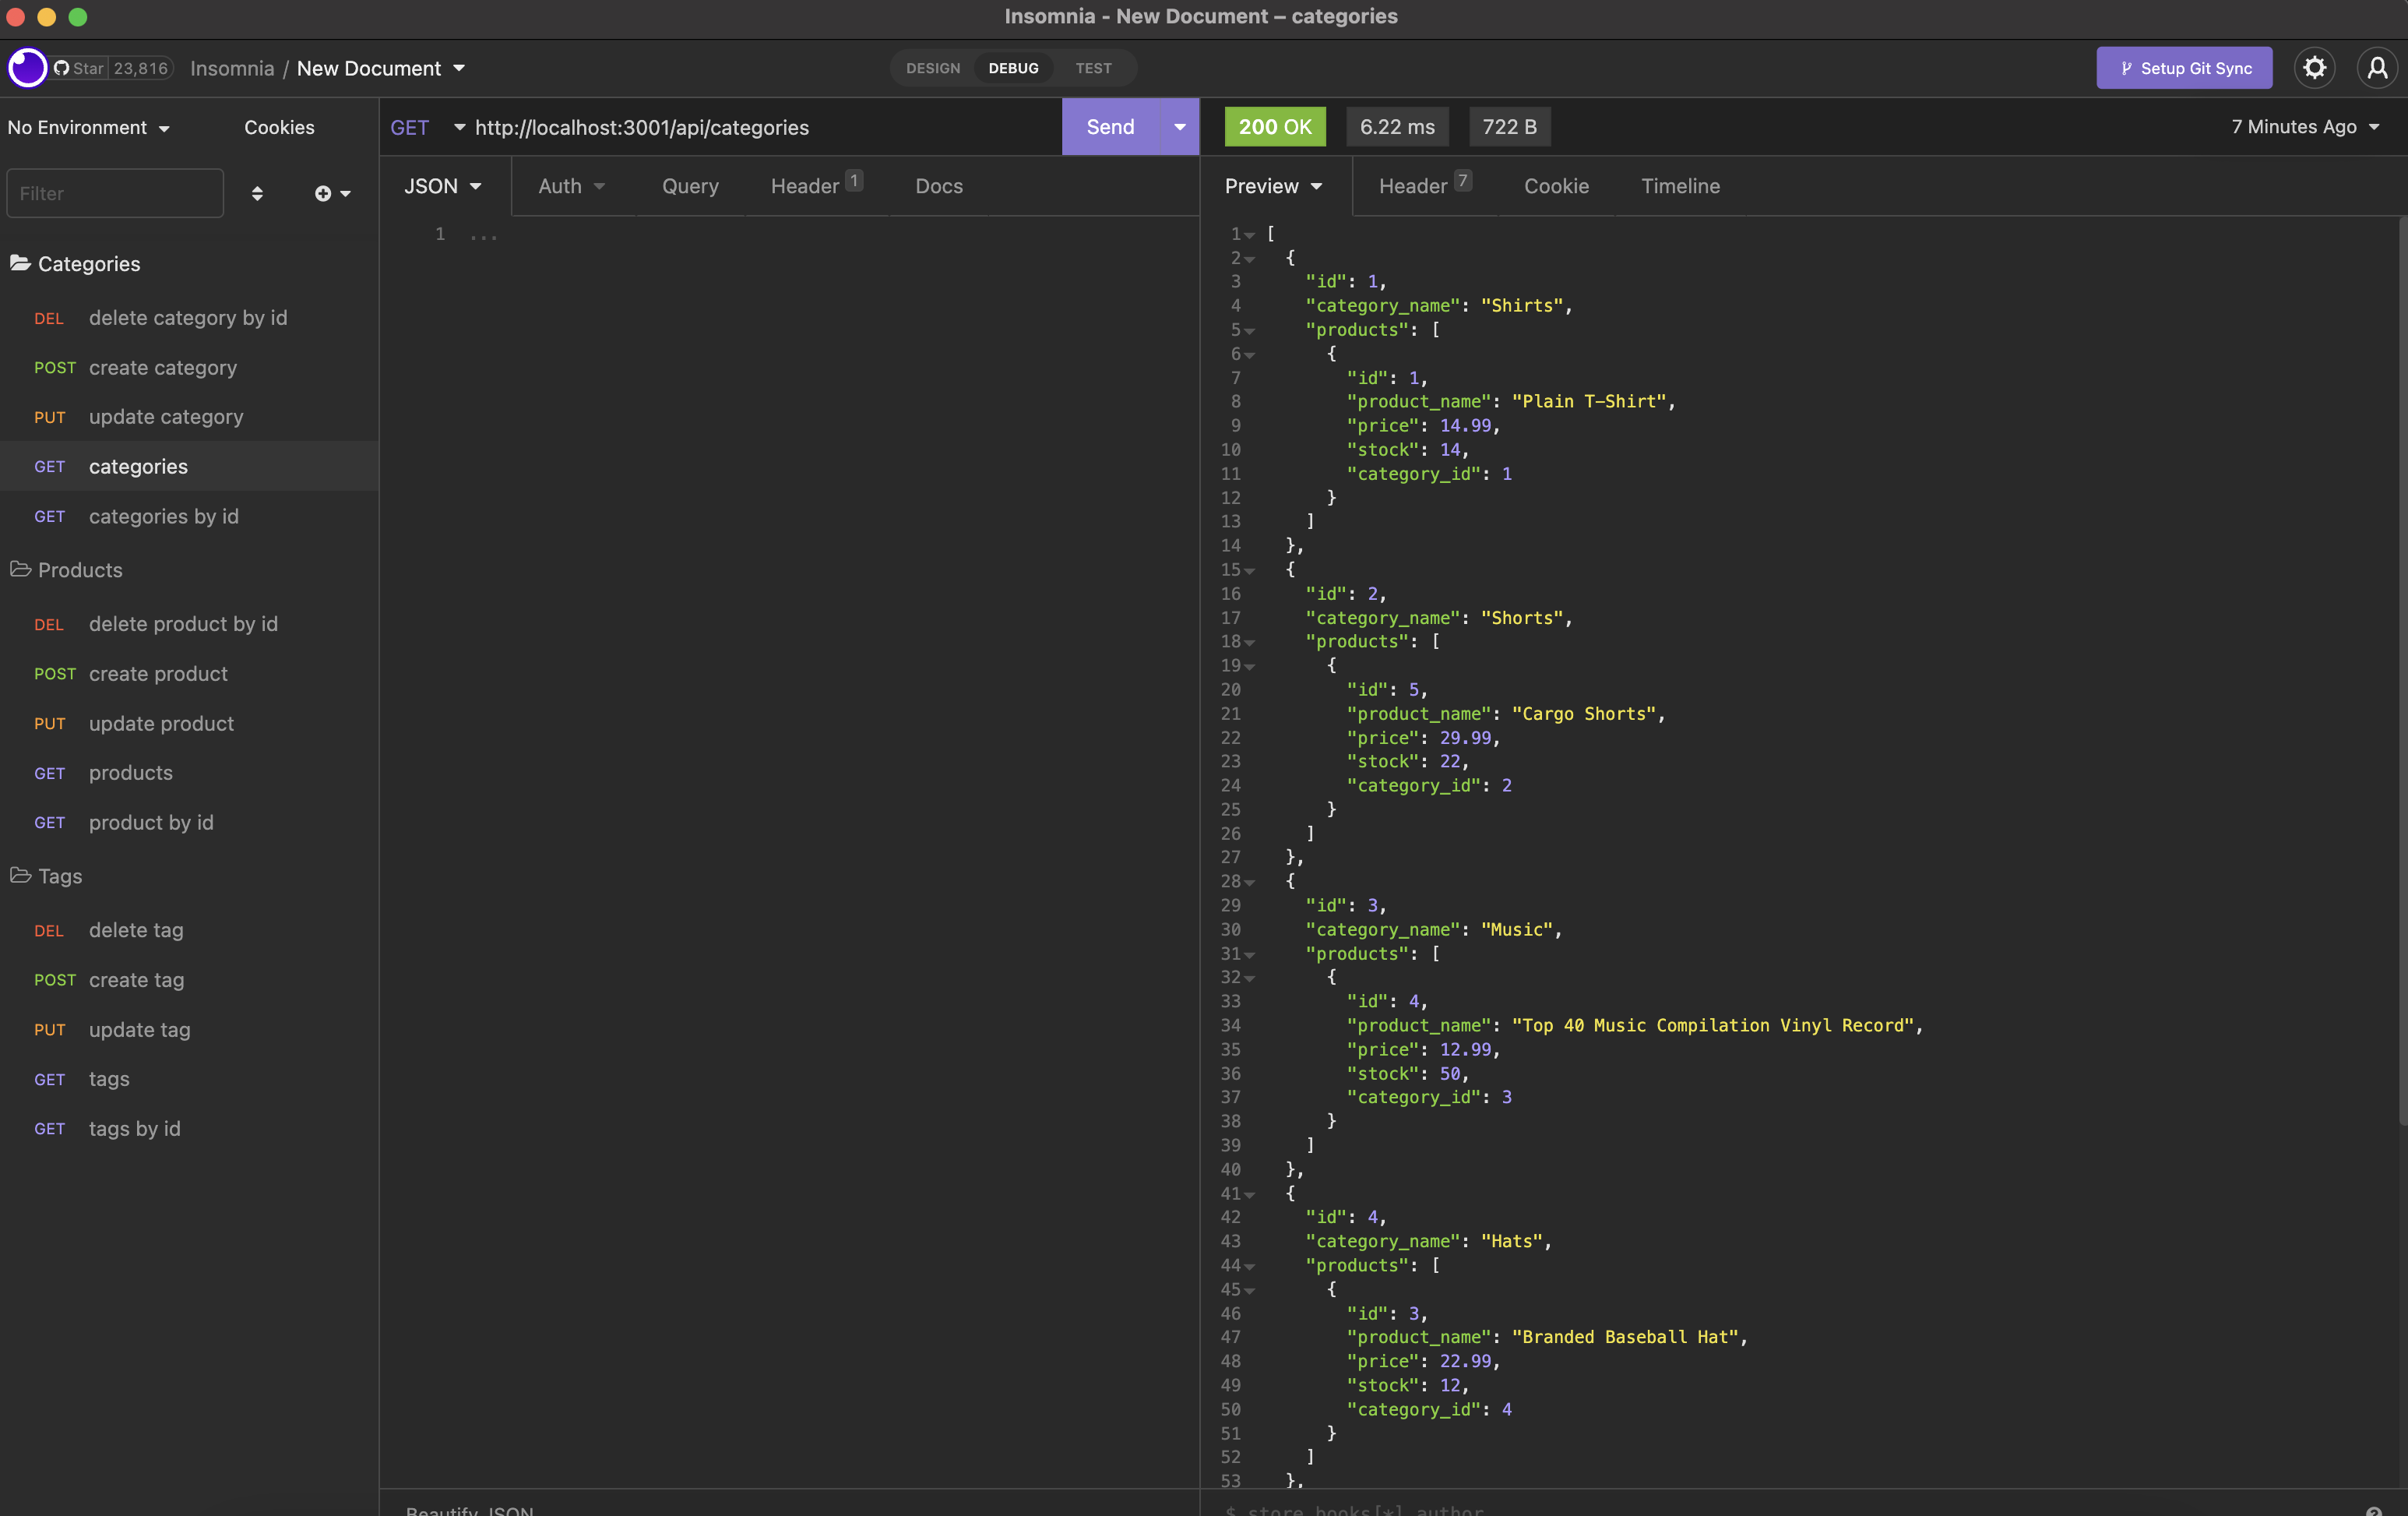 Insomnia - New Document – categories
Star 23,816 Insomnia / New Document
DESIGN DEBUG TEST
Setup Git Sync
No Environment Cookies
GET http://localhost:3001/api/categories Send
200 OK 6.22 ms 722 B 7 Minutes Ago
Filter
JSON Auth Query Header 1 Docs
Preview Header 7 Cookie Timeline
Categories
DEL delete category by id
POST create category
PUT update category
GET categories
GET categories by id
Products
DEL delete product by id
POST create product
PUT update product
GET products
GET product by id
Tags
DEL delete tag
POST create tag
PUT update tag
GET tags
GET tags by id
1 ...
Beautify JSON
1 [
2 {
3 "id": 1,
4 "category_name": "Shirts",
5 "products": [
6 {
7 "id": 1,
8 "product_name": "Plain T-Shirt",
9 "price": 14.99,
10 "stock": 14,
11 "category_id": 1
12 }
13 ]
14 },
15 {
16 "id": 2,
17 "category_name": "Shorts",
18 "products": [
19 {
20 "id": 5,
21 "product_name": "Cargo Shorts",
22 "price": 29.99,
23 "stock": 22,
24 "category_id": 2
25 }
26 ]
27 },
28 {
29 "id": 3,
30 "category_name": "Music",
31 "products": [
32 {
33 "id": 4,
34 "product_name": "Top 40 Music Compilation Vinyl Record",
35 "price": 12.99,
36 "stock": 50,
37 "category_id": 3
38 }
39 ]
40 },
41 {
42 "id": 4,
43 "category_name": "Hats",
44 "products": [
45 {
46 "id": 3,
47 "product_name": "Branded Baseball Hat",
48 "price": 22.99,
49 "stock": 12,
50 "category_id": 4
51 }
52 ]
53 },
$.store.books[*].author